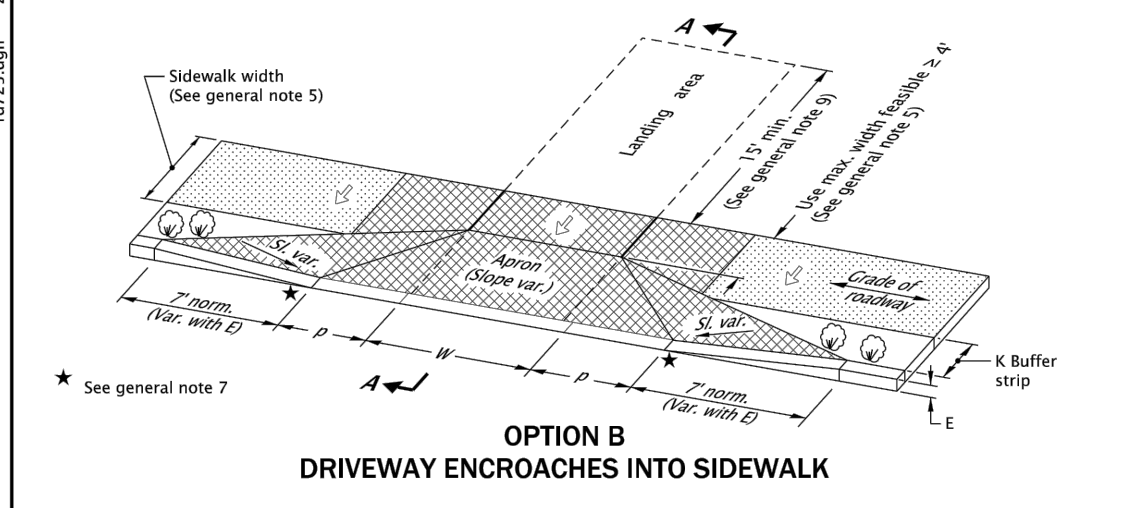 A
Sidewalk width
(See general note 5)
Landing area
15' min.
(See general note 9)
Use max. width feasible ≥ 4'
(See general note 5)
Sl. var.
Apron
(Slope var.)
Grade of
roadway
Sl. var.
7' norm.
(Var. with E)
p
W
p
7' norm.
(Var. with E)
K Buffer
strip
E
A
★ See general note 7
OPTION B
DRIVEWAY ENCROACHES INTO SIDEWALK